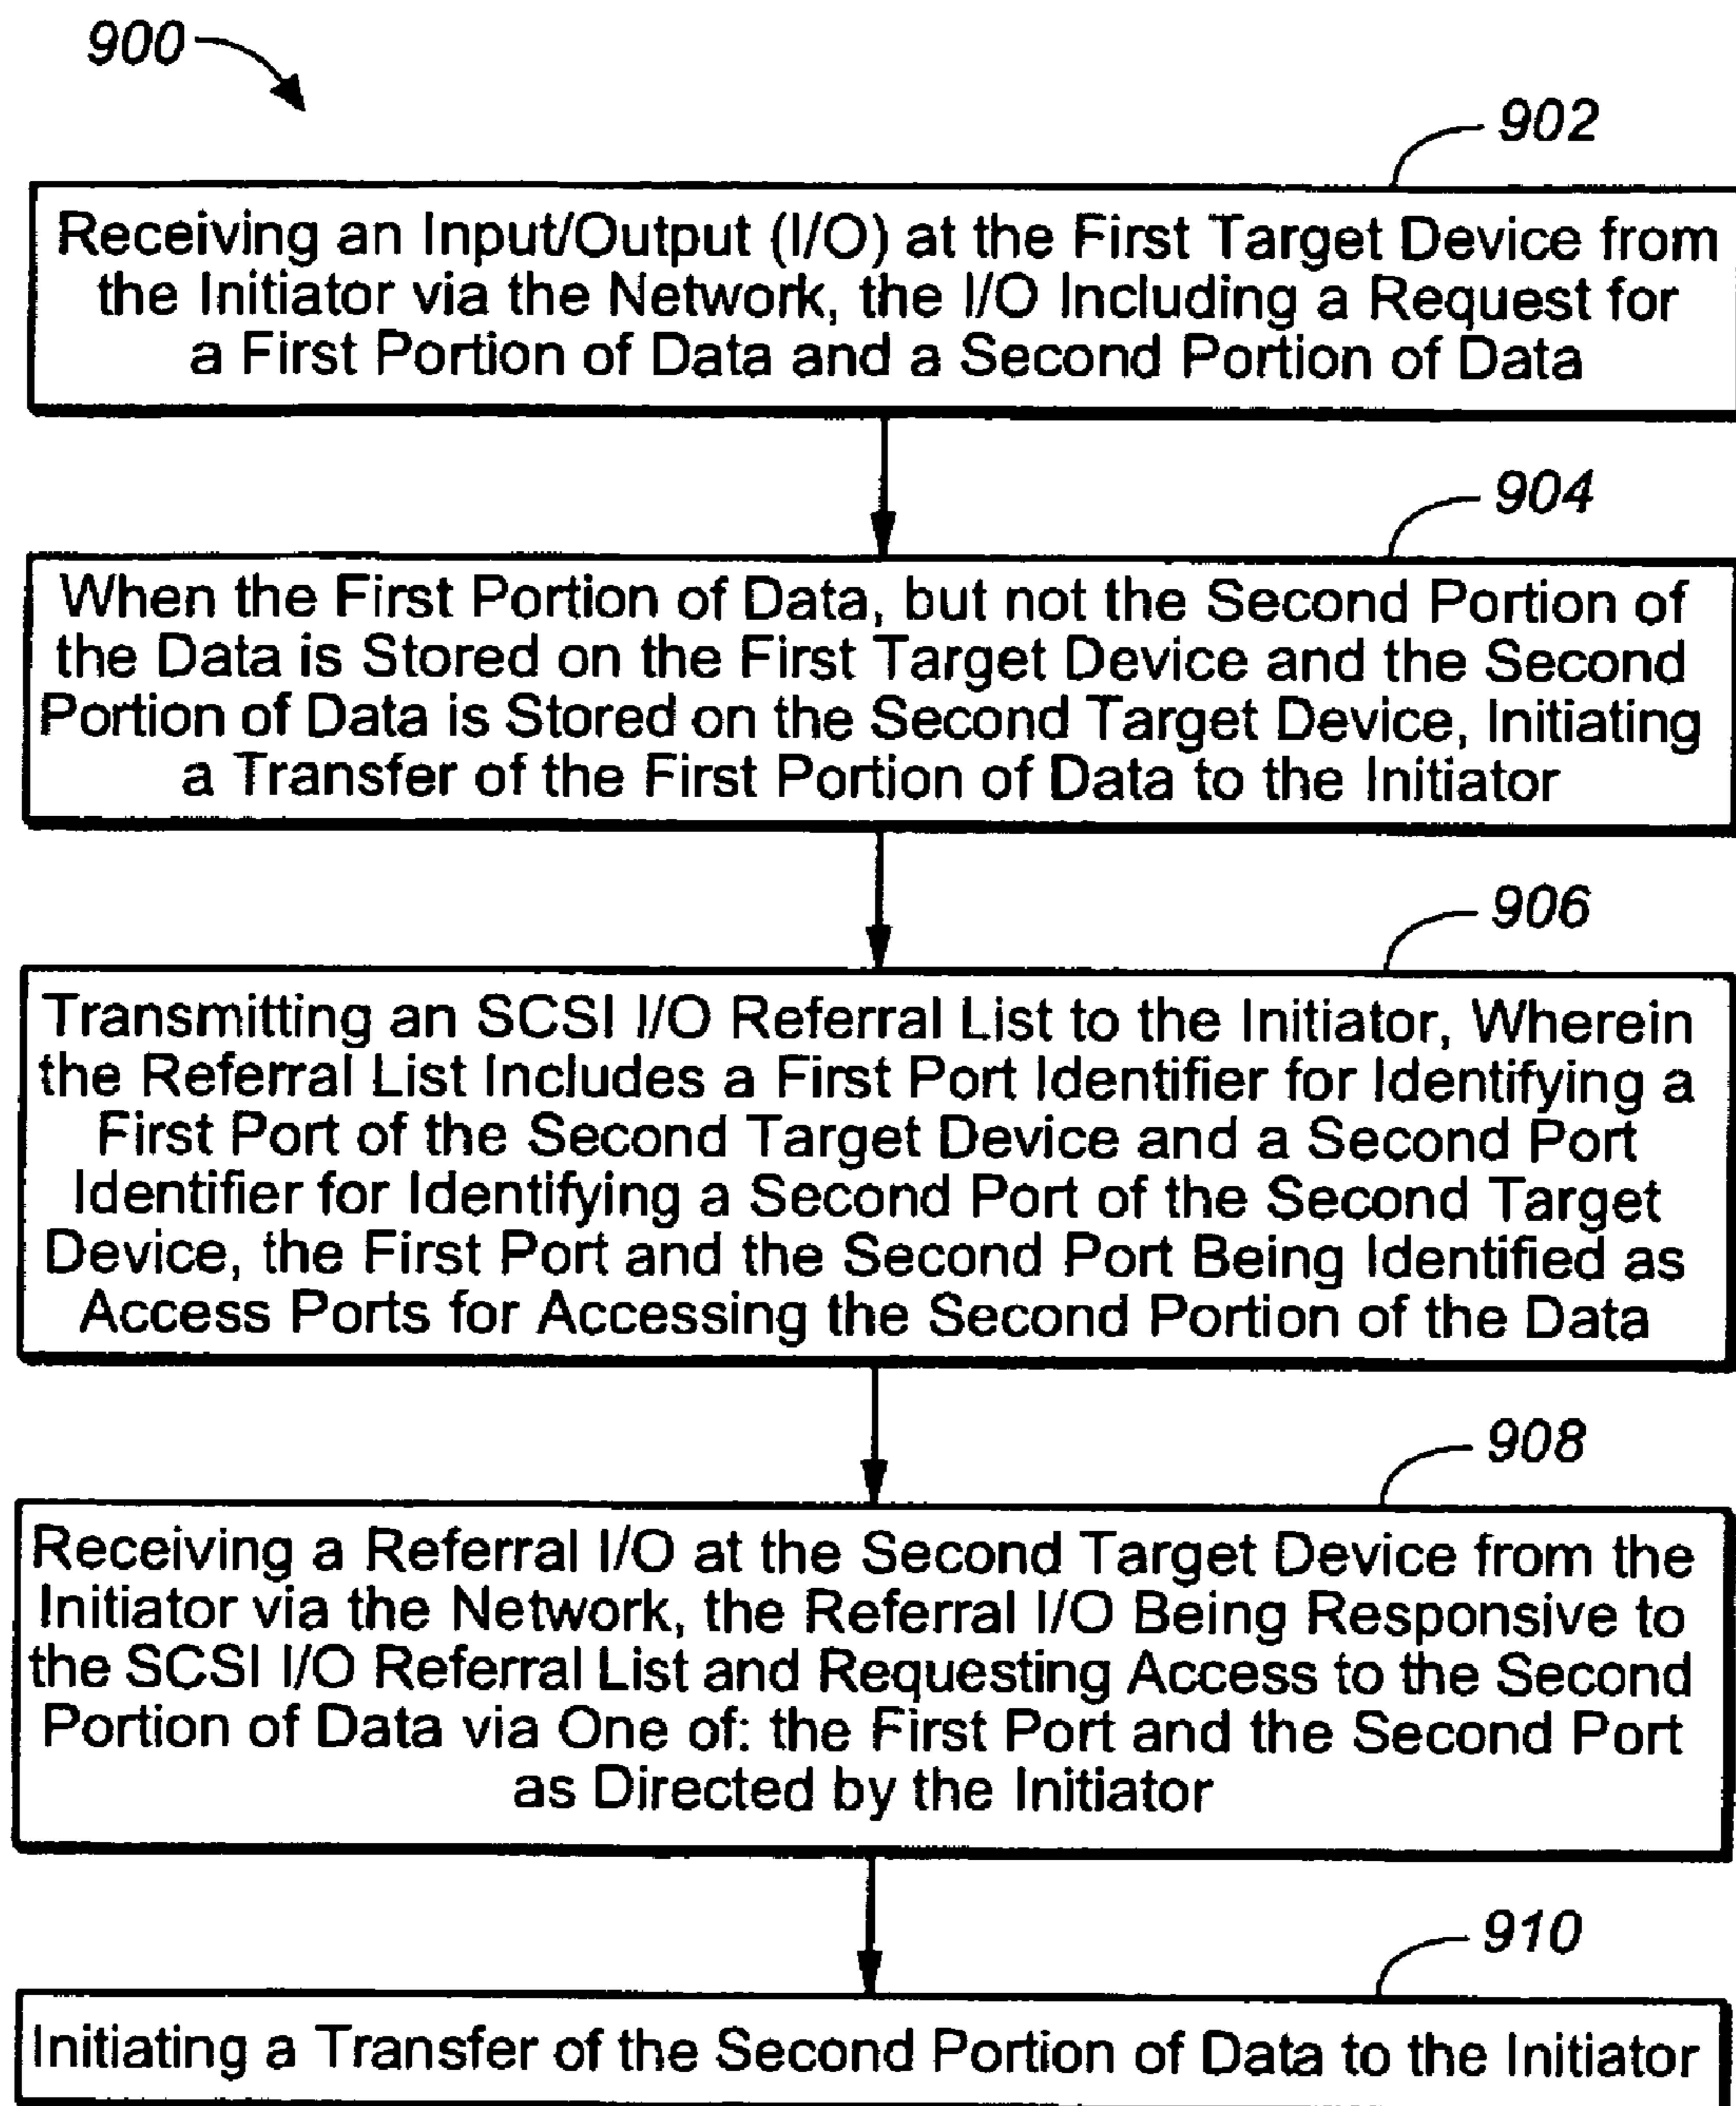 900
902
Receiving an Input/Output (I/O) at the First Target Device from
the Initiator via the Network, the I/O Including a Request for
a First Portion of Data and a Second Portion of Data
904
When the First Portion of Data, but not the Second Portion of
the Data is Stored on the First Target Device and the Second
Portion of Data is Stored on the Second Target Device, Initiating
a Transfer of the First Portion of Data to the Initiator
906
Transmitting an SCSI I/O Referral List to the Initiator, Wherein
the Referral List Includes a First Port Identifier for Identifying a
First Port of the Second Target Device and a Second Port
Identifier for Identifying a Second Port of the Second Target
Device, the First Port and the Second Port Being Identified as
Access Ports for Accessing the Second Portion of the Data
908
Receiving a Referral I/O at the Second Target Device from the
Initiator via the Network, the Referral I/O Being Responsive to
the SCSI I/O Referral List and Requesting Access to the Second
Portion of Data via One of: the First Port and the Second Port
as Directed by the Initiator
910
Initiating a Transfer of the Second Portion of Data to the Initiator